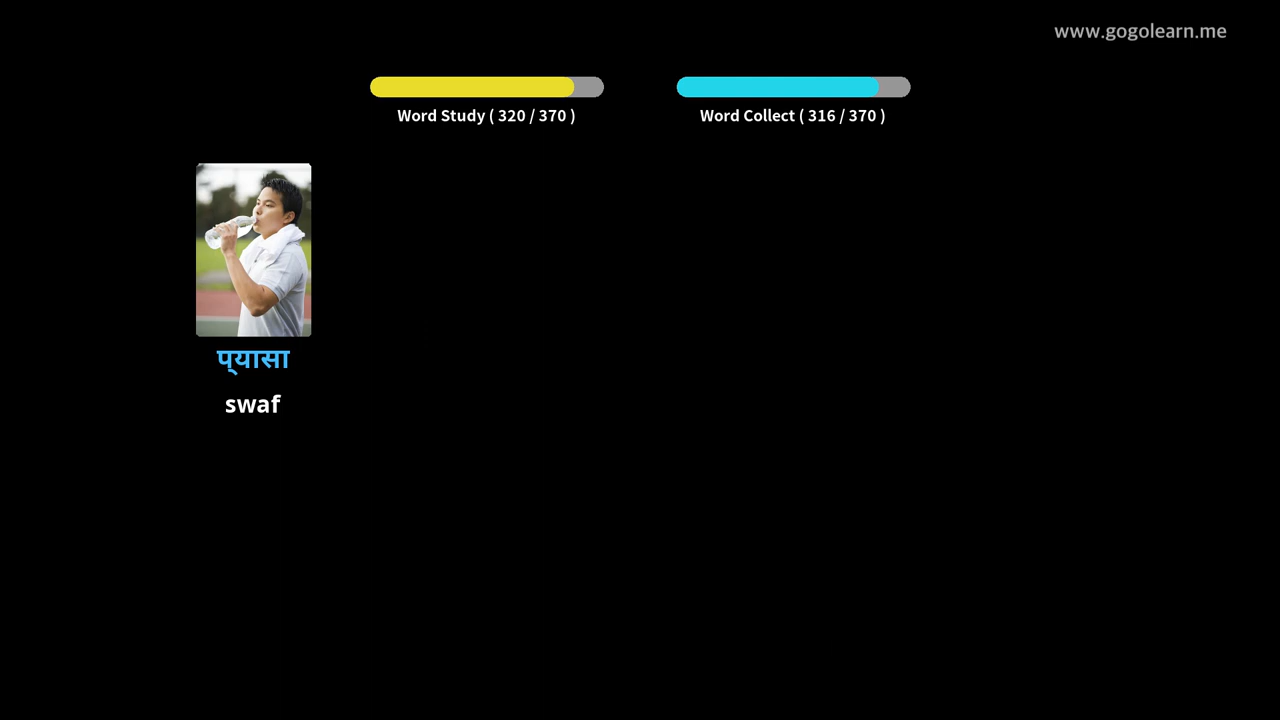 www.gogolearn.me
Word Study ( 320 / 370 )
Word Collect ( 316 / 370 )
प्यासा
swaf